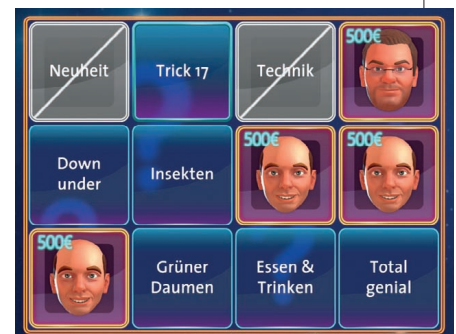 Neuheit
Trick 17
Technik
500€
Down
under
Insekten
500€
500€
500€
Grüner
Daumen
Essen &
Trinken
Total
genial